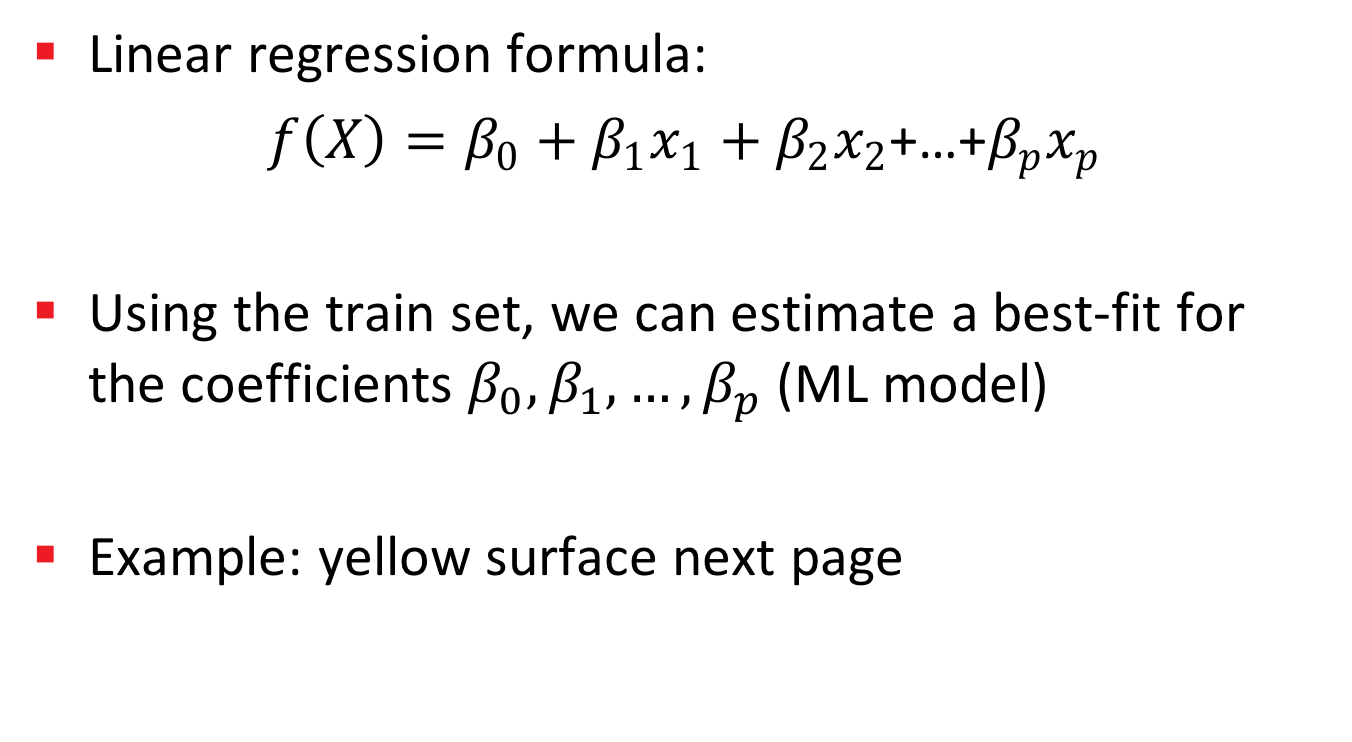 ▪ Linear regression formula:
f(X) = β₀ + β₁x₁ + β₂x₂+…+βₚxₚ
▪ Using the train set, we can estimate a best-fit for
the coefficients β₀, β₁, … , βₚ (ML model)
▪ Example: yellow surface next page